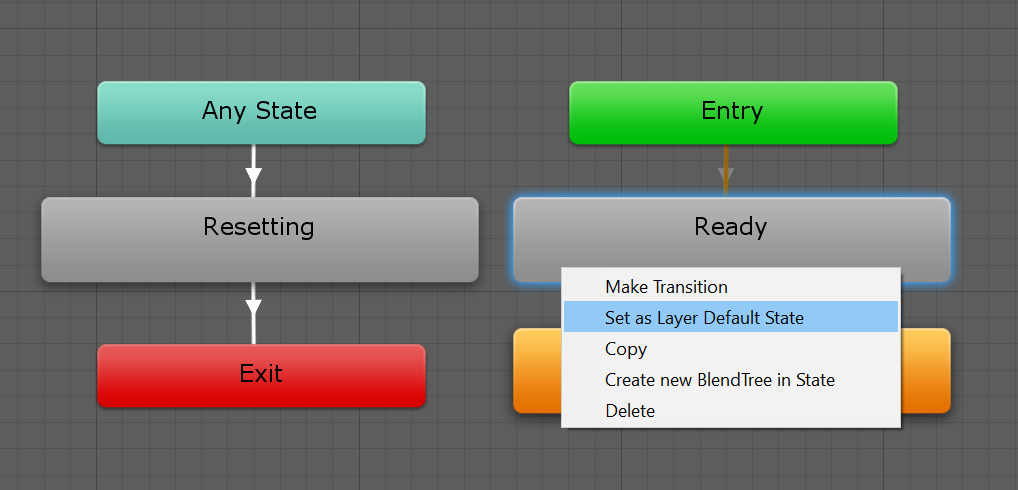 Any State
Entry
Resetting
Ready
Exit
Make Transition
Set as Layer Default State
Copy
Create new BlendTree in State
Delete